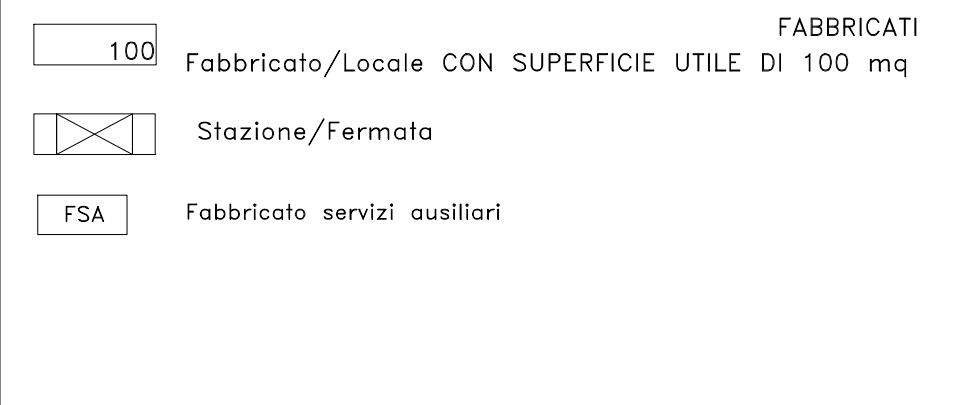 FABBRICATI
100
Fabbricato/Locale CON SUPERFICIE UTILE DI 100 mq
Stazione/Fermata
FSA
Fabbricato servizi ausiliari